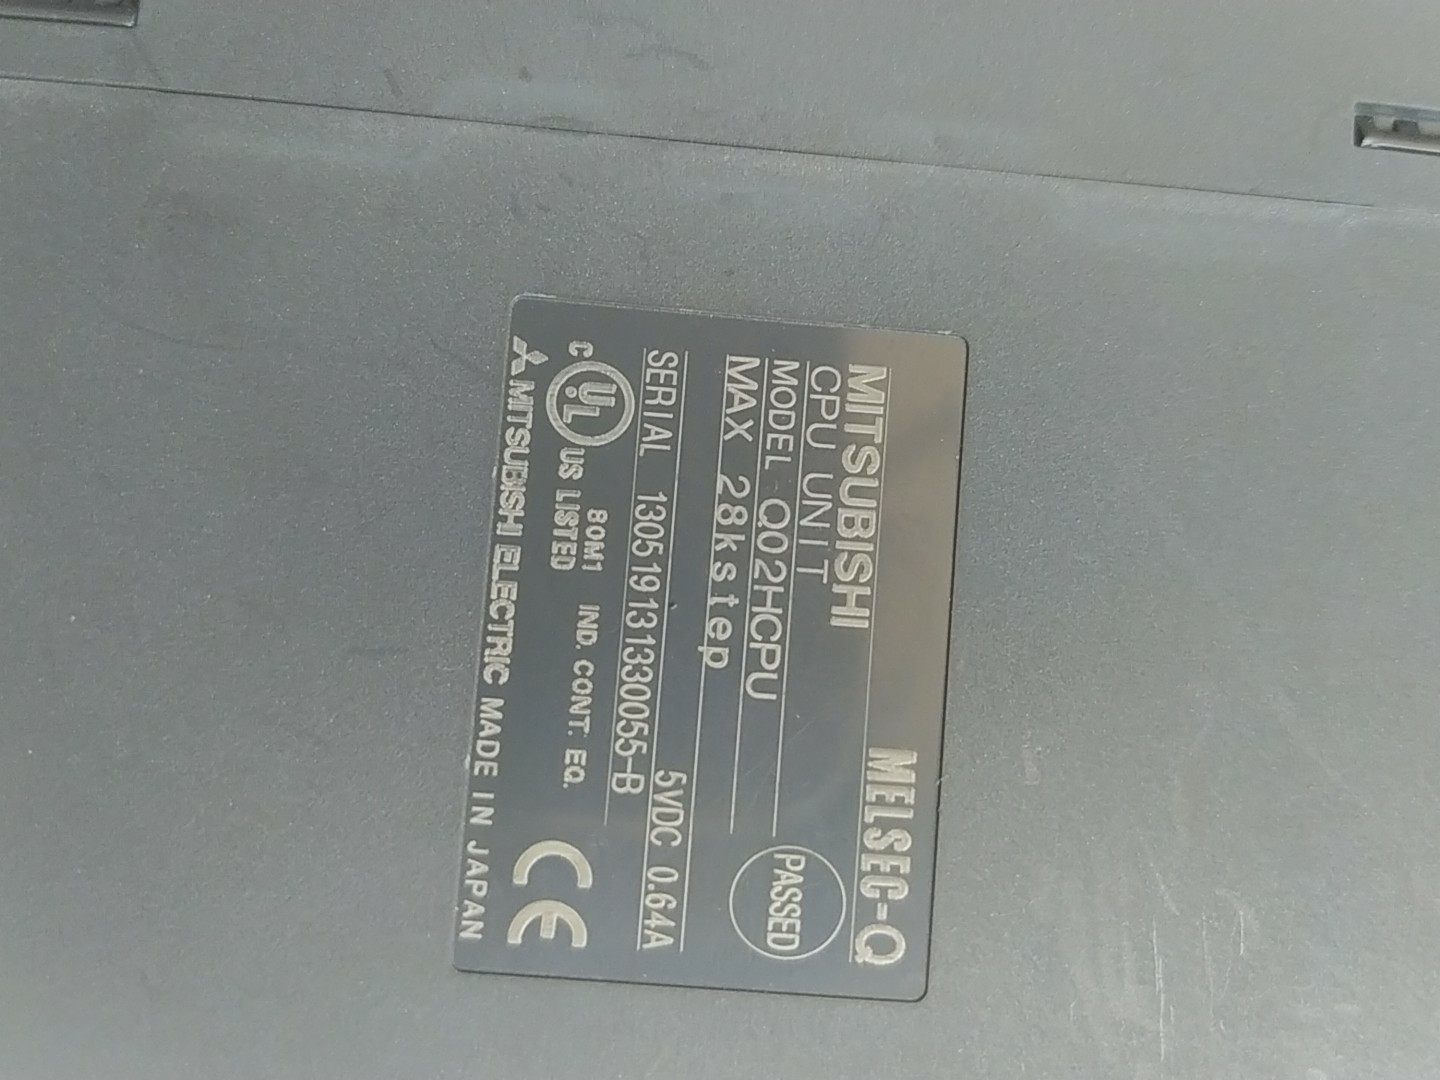 MITSUBISHI MELSEC-Q
CPU UNIT
MODEL Q02HCPU
MAX 28kstep
PASSED
5VDC 0.64A
SERIAL 130519131330055-B
C UL US LISTED
80M1 IND. CONT. EQ.
CE
MITSUBISHI ELECTRIC MADE IN JAPAN